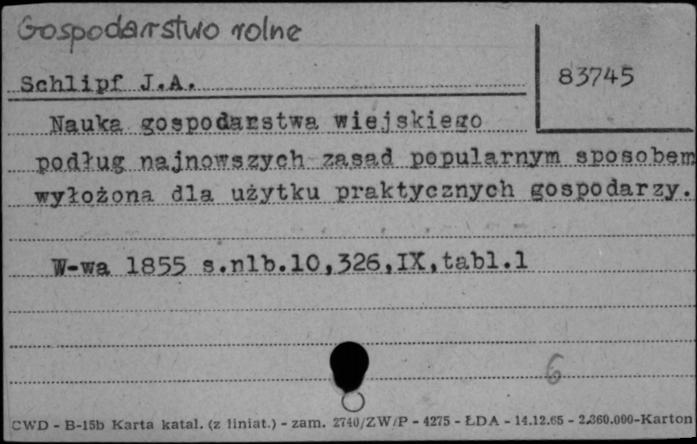 Gospodarstwo rolne
83745
Schlipf J.A.
Nauka gospodarstwa wiejskiego
podług najnowszych zasad popularnym sposobem
wyłożona dla użytku praktycznych gospodarzy.
W-wa 1855 s.nlb.10,326,IX,tabl.1
6
CWD - B-15b Karta katal. (z liniat.) - zam. 2740/ZW/P - 4275 - ŁDA - 14.12.65 - 2.360.000-Karton